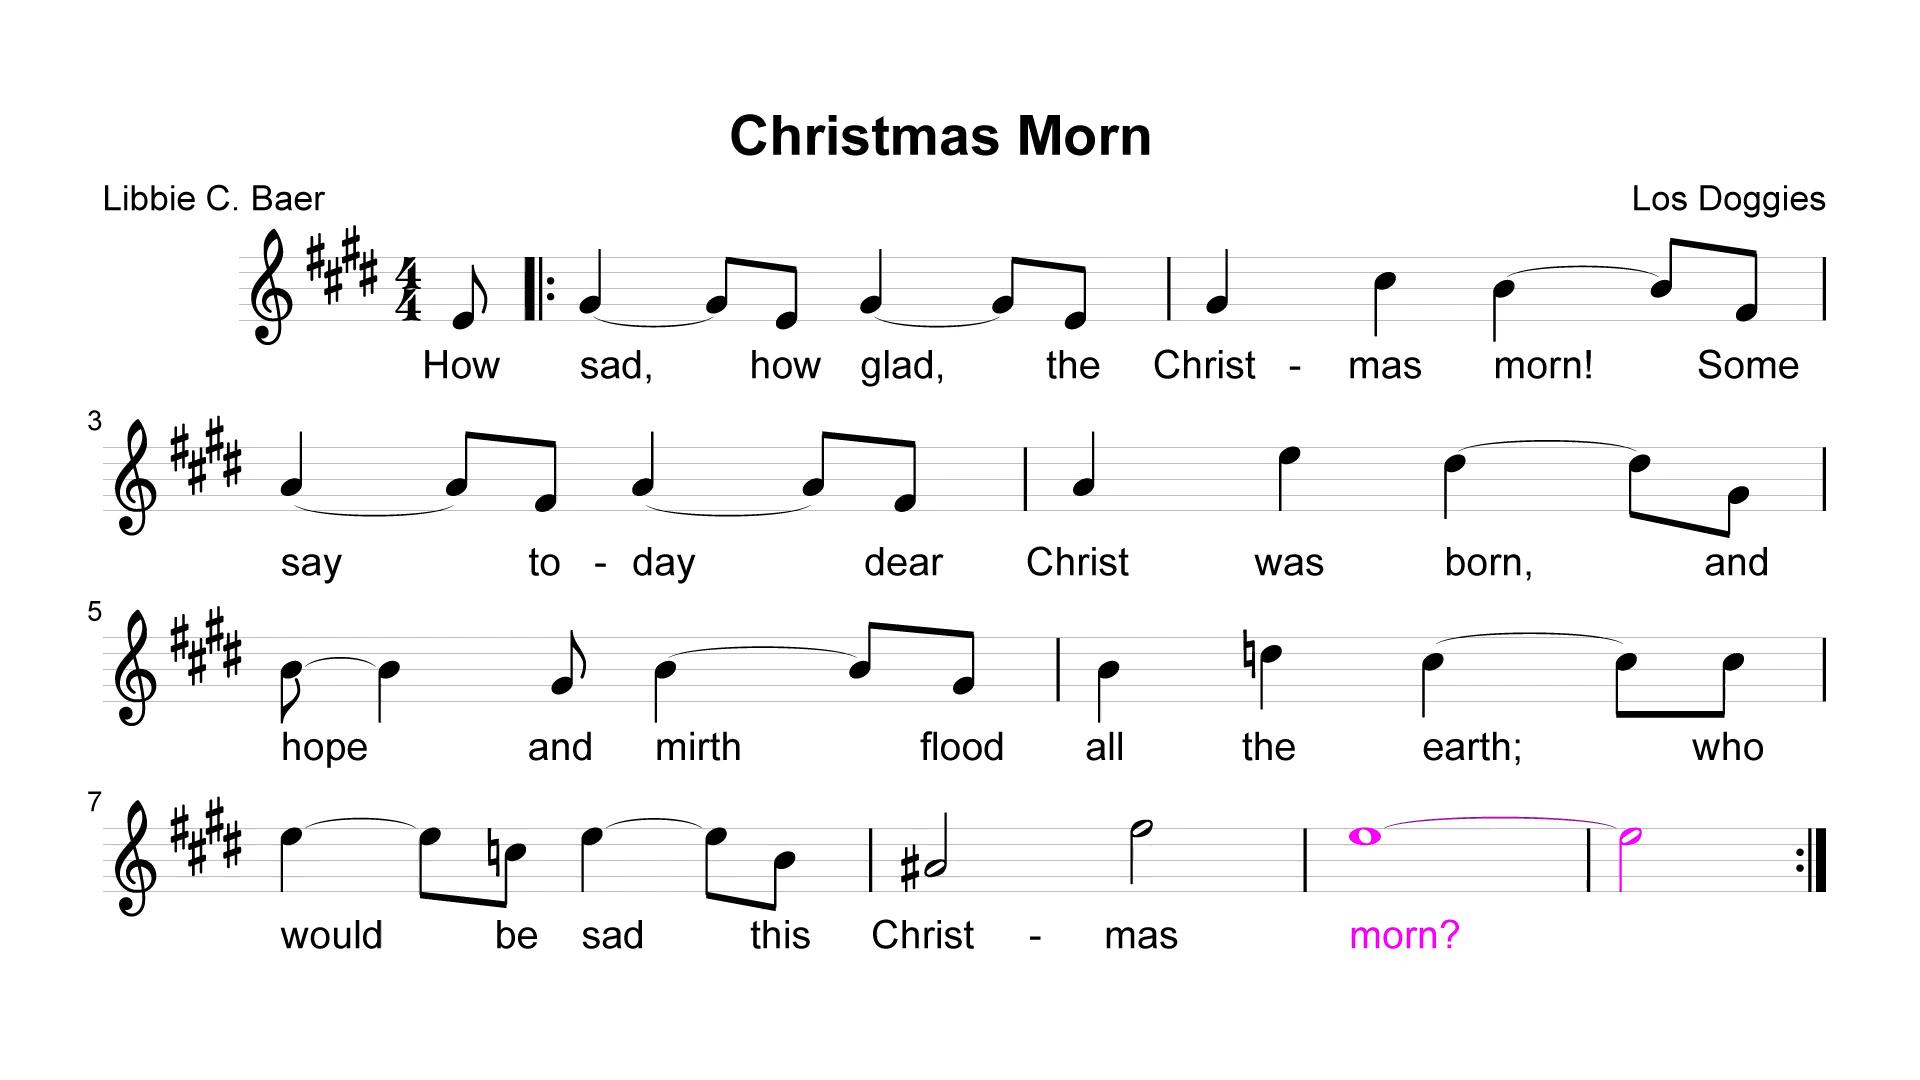 Christmas Morn
Libbie C. Baer
Los Doggies
4
4
How sad, how glad, the Christ - mas morn! Some
3
say to - day dear Christ was born, and
5
hope and mirth flood all the earth; who
7
would be sad this Christ - mas morn?